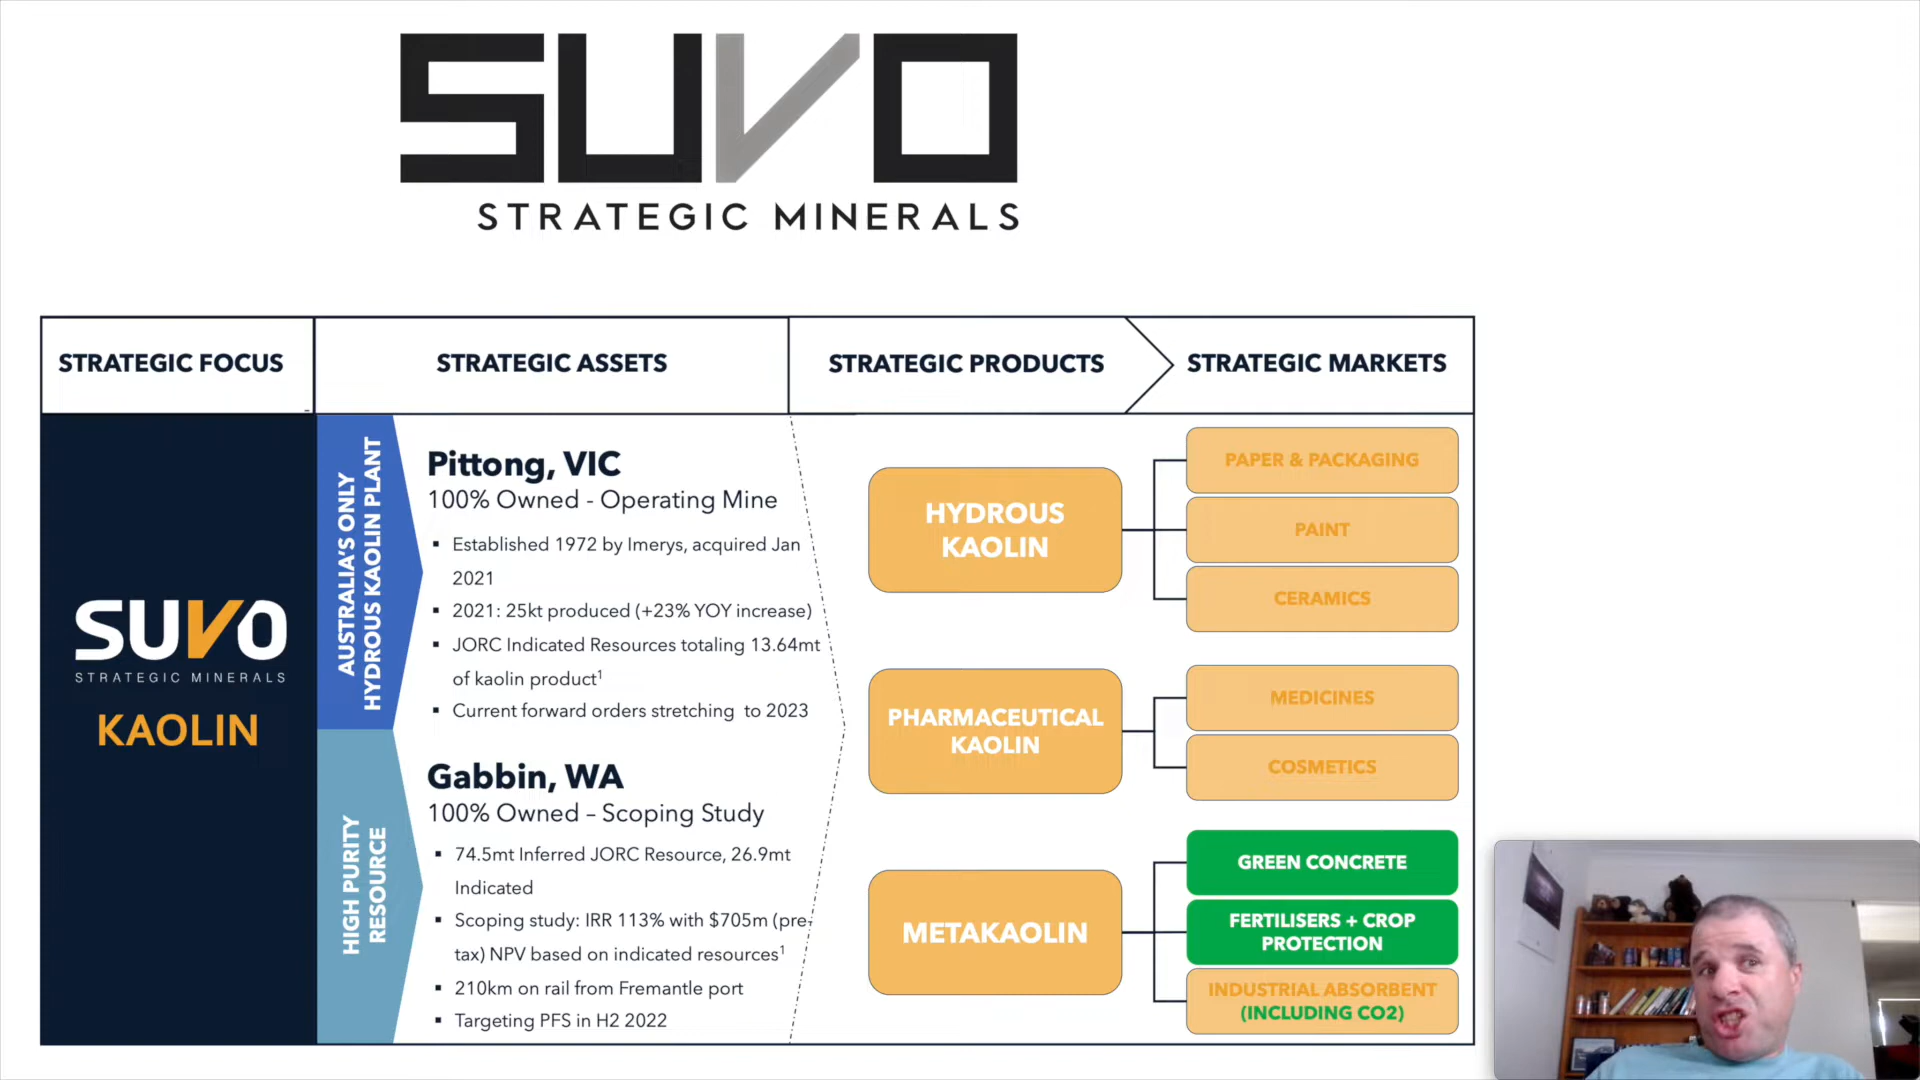 SUVO
STRATEGIC MINERALS
STRATEGIC FOCUS
STRATEGIC ASSETS
STRATEGIC PRODUCTS
STRATEGIC MARKETS
SUVO
STRATEGIC MINERALS
KAOLIN
AUSTRALIA'S ONLY
HYDROUS KAOLIN PLANT
Pittong, VIC
100% Owned - Operating Mine
▪ Established 1972 by Imerys, acquired Jan
2021
▪ 2021: 25kt produced (+23% YOY increase)
▪ JORC Indicated Resources totaling 13.64mt
of kaolin product¹
▪ Current forward orders stretching to 2023
HIGH PURITY
RESOURCE
Gabbin, WA
100% Owned – Scoping Study
▪ 74.5mt Inferred JORC Resource, 26.9mt
Indicated
▪ Scoping study: IRR 113% with $705m (pre-
tax) NPV based on indicated resources¹
▪ 210km on rail from Fremantle port
▪ Targeting PFS in H2 2022
HYDROUS
KAOLIN
PAPER & PACKAGING
PAINT
CERAMICS
PHARMACEUTICAL
KAOLIN
MEDICINES
COSMETICS
METAKAOLIN
GREEN CONCRETE
FERTILISERS + CROP
PROTECTION
INDUSTRIAL ABSORBENT
(INCLUDING CO2)